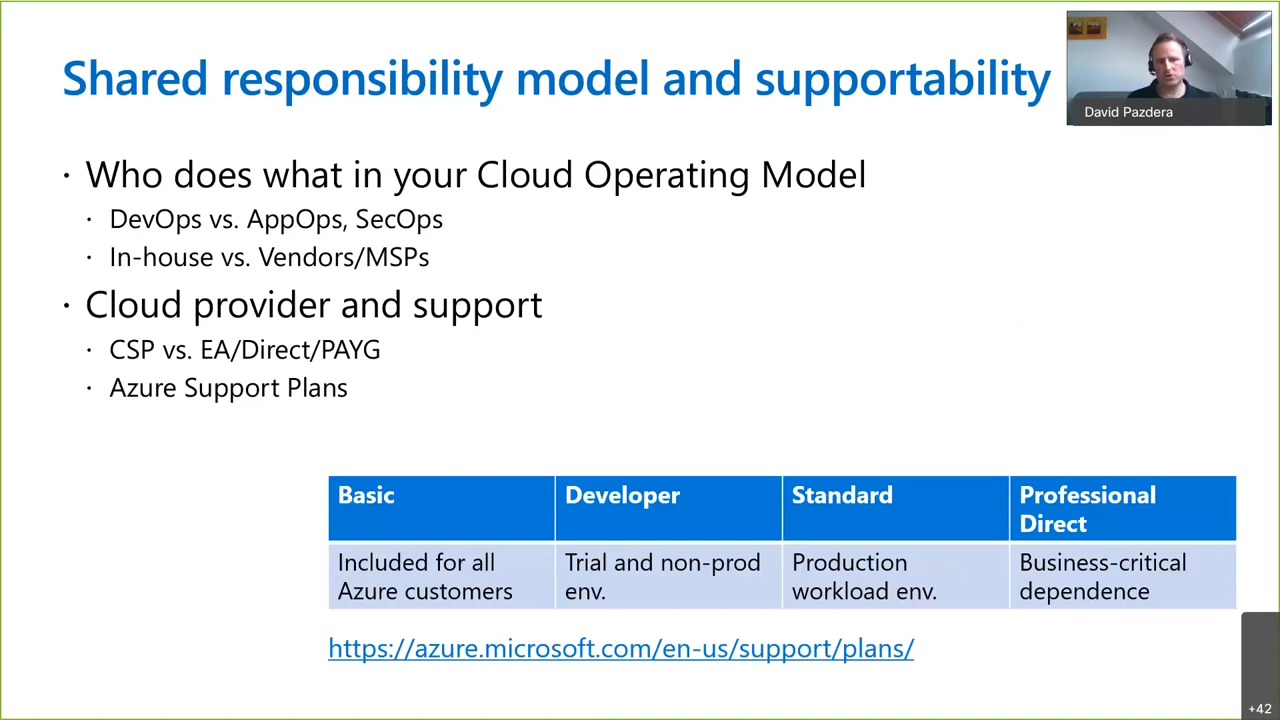 Shared responsibility model and supportability
David Pazdera
· Who does what in your Cloud Operating Model
· DevOps vs. AppOps, SecOps
· In-house vs. Vendors/MSPs
· Cloud provider and support
· CSP vs. EA/Direct/PAYG
· Azure Support Plans
Basic
Developer
Standard
Professional
Direct
Included for all
Azure customers
Trial and non-prod
env.
Production
workload env.
Business-critical
dependence
https://azure.microsoft.com/en-us/support/plans/
+42